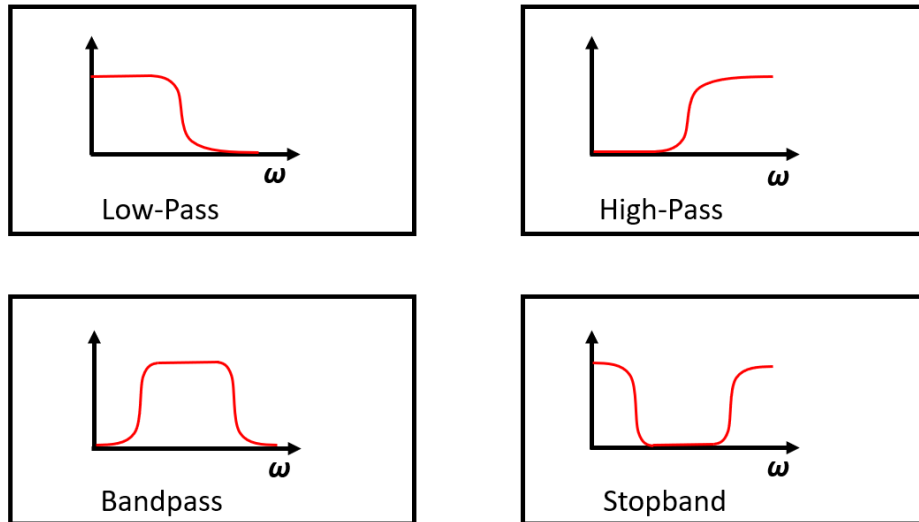 ω
Low-Pass
ω
High-Pass
ω
Bandpass
ω
Stopband